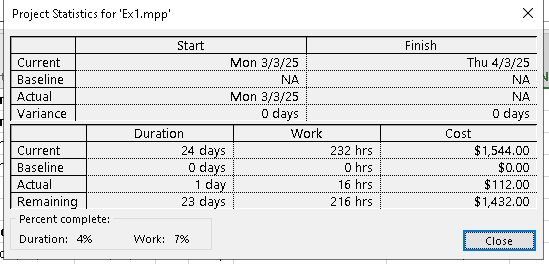 Project Statistics for 'Ex1.mpp'
Start Finish
Current Mon 3/3/25 Thu 4/3/25
Baseline NA NA
Actual Mon 3/3/25 NA
Variance 0 days 0 days
Duration Work Cost
Current 24 days 232 hrs $1,544.00
Baseline 0 days 0 hrs $0.00
Actual 1 day 16 hrs $112.00
Remaining 23 days 216 hrs $1,432.00
Percent complete:
Duration: 4% Work: 7% Close